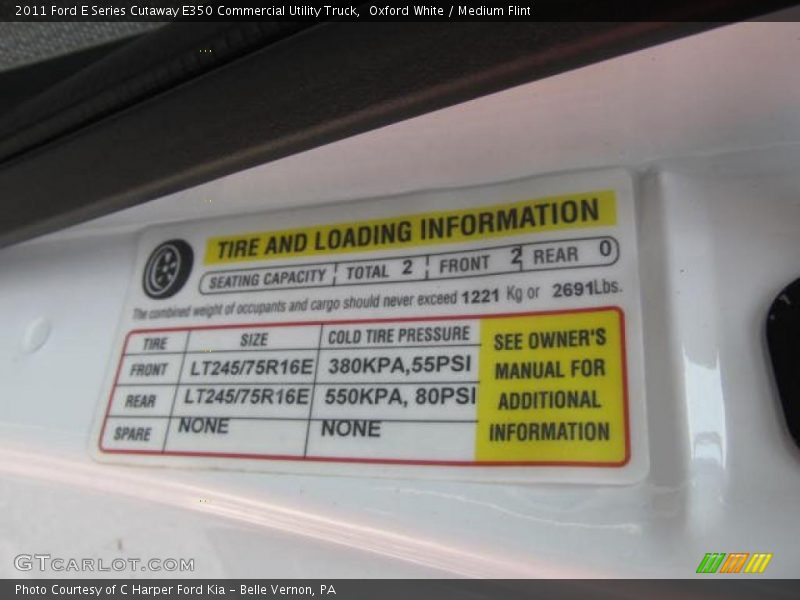 2011 Ford E Series Cutaway E350 Commercial Utility Truck,  Oxford White / Medium Flint
TIRE AND LOADING INFORMATION
SEATING CAPACITY TOTAL 2 FRONT 2 REAR 0
The combined weight of occupants and cargo should never exceed 1221 Kg or 2691Lbs.
TIRE SIZE COLD TIRE PRESSURE
FRONT LT245/75R16E 380KPA,55PSI
REAR LT245/75R16E 550KPA, 80PSI
SPARE NONE NONE
SEE OWNER'S
MANUAL FOR
ADDITIONAL
INFORMATION
GTCARLOT.COM
Photo Courtesy of C Harper Ford Kia – Belle Vernon, PA